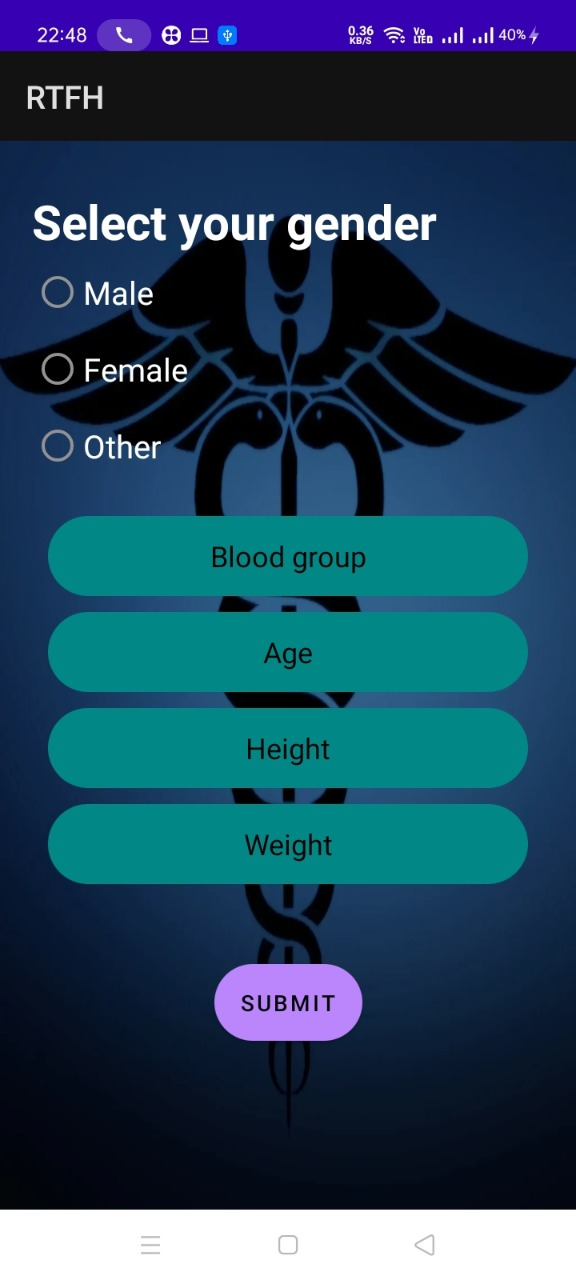 22:48 0.36 KB/S Vo LTED 40%
RTFH
Select your gender
Male
Female
Other
Blood group
Age
Height
Weight
SUBMIT